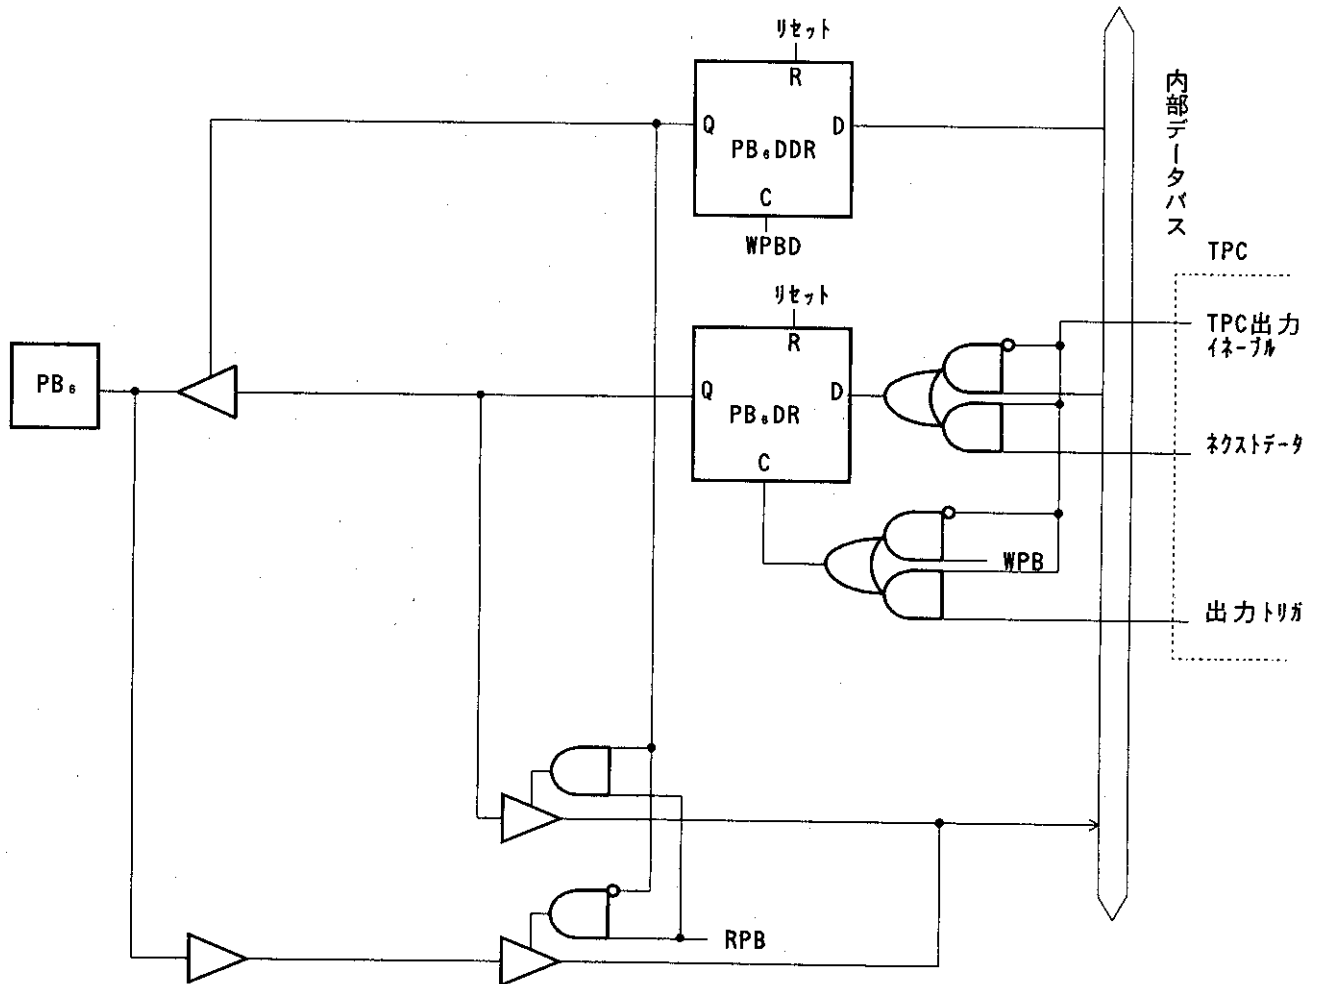 リセット
R
Q
D
PB₆DDR
C
WPBD
内部データバス
TPC
リセット
R
Q
D
PB₆DR
C
PB₆
TPC出力
イネーブル
ネクストデータ
WPB
出力トリガ
RPB